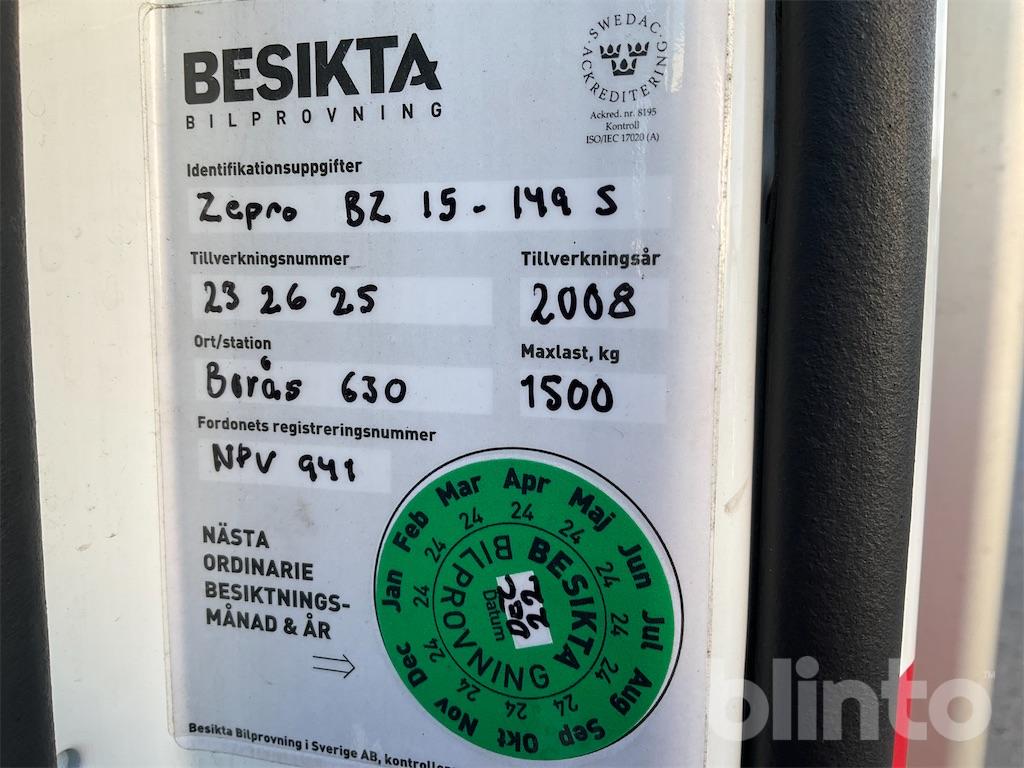 BESIKTA
BILPROVNING
SWEDAC
ACKREDITERING
Ackred. nr. 8195
Kontroll
ISO/IEC 17020 (A)
Identifikationsuppgifter
Zepro BZ 15-149 S
Tillverkningsnummer
Tillverkningsår
23 26 25
2008
Ort/station
Maxlast, kg
Borås 630
1500
Fordonets registreringsnummer
NPV 941
NÄSTA
ORDINARIE
BESIKTNINGS-
MÅNAD & ÅR
Jan Feb Mar Apr Maj Jun Jul Aug Sep Okt Nov Dec
24 24 24 24 24 24 24 24 24 24 24 24
BESIKTA
BILPROVNING
Datum
DEC
22
Besikta Bilprovning i Sverige AB, kontroller
blinto™